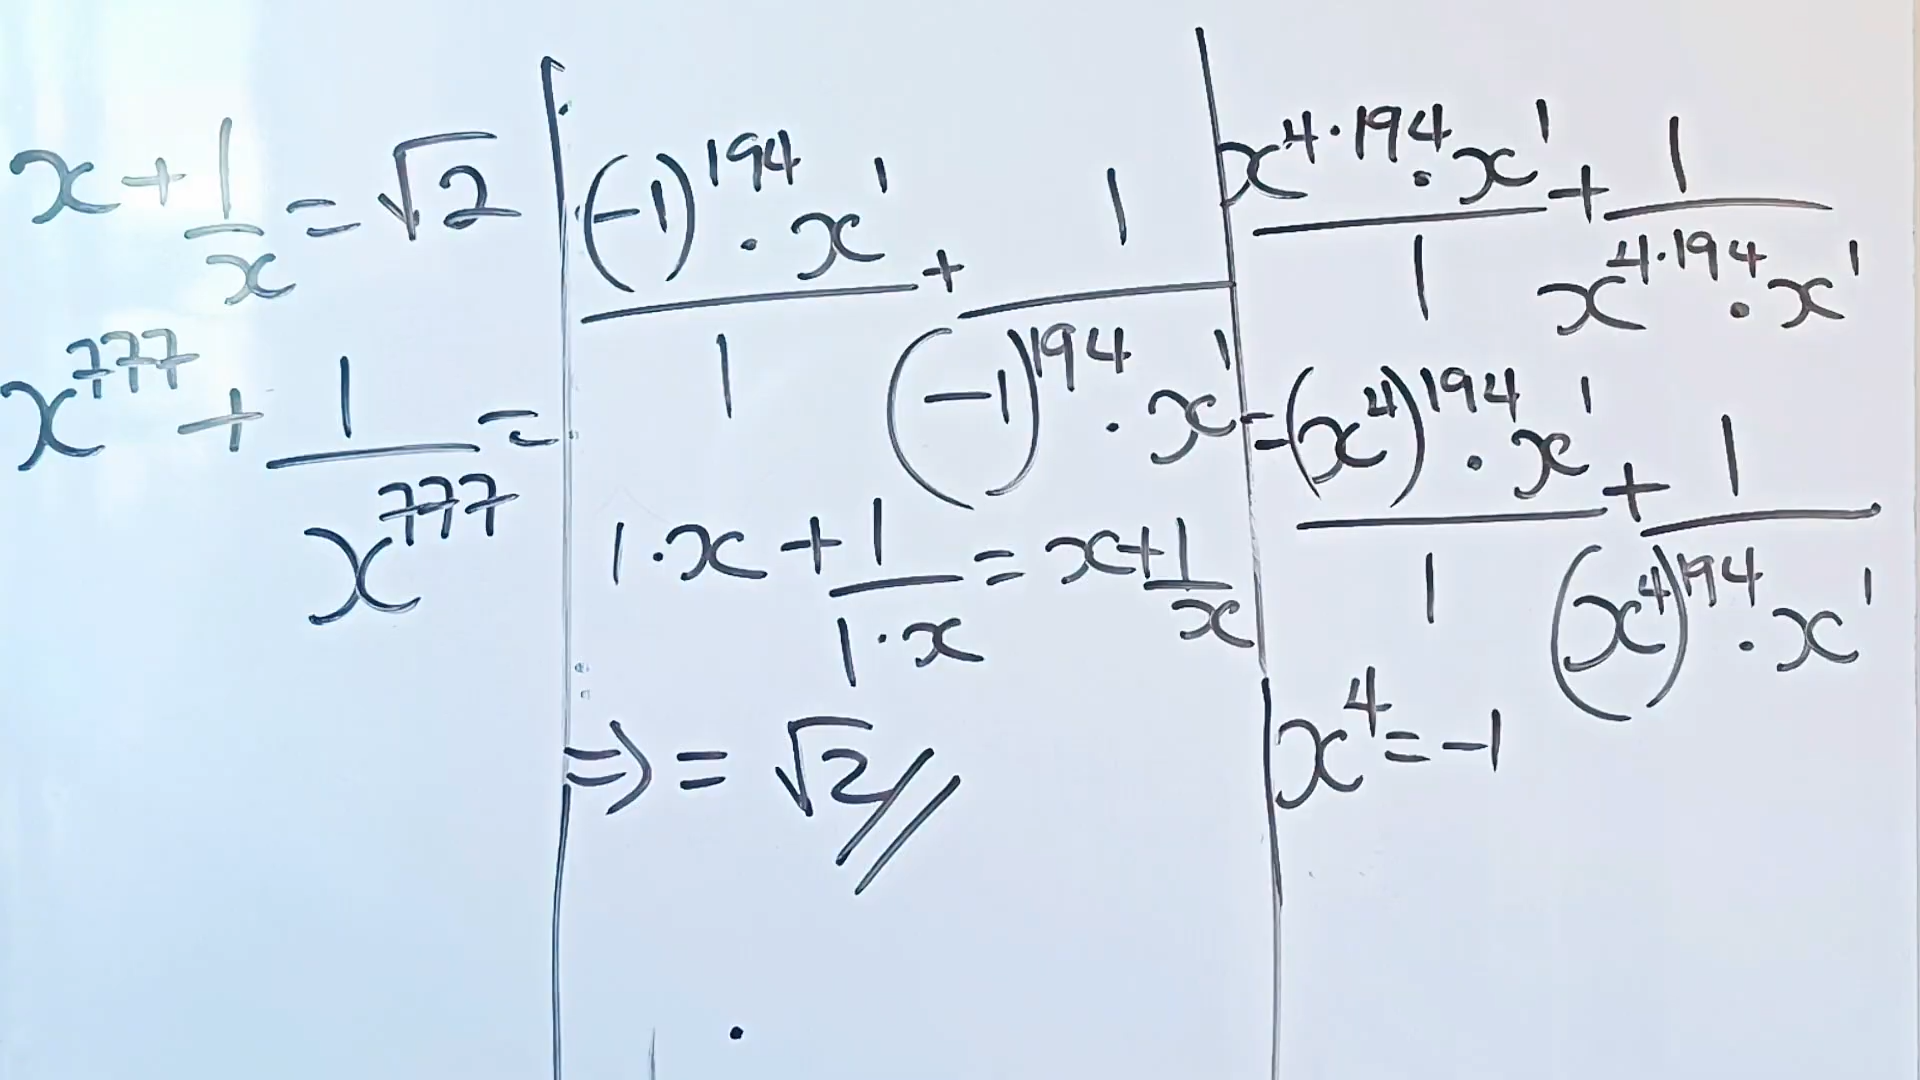 x + 1/x = √2
x^777 + 1/x^777 =
(-1)^194 · x^1 / 1 + 1 / (-1)^194 · x^1
1·x + 1/1·x = x + 1/x
⇒ = √2 //
x^4·194 · x^1 / 1 + 1 / x^4·194 · x^1
= (x^4)^194 · x^1 / 1 + 1 / (x^4)^194 · x^1
x^4 = -1